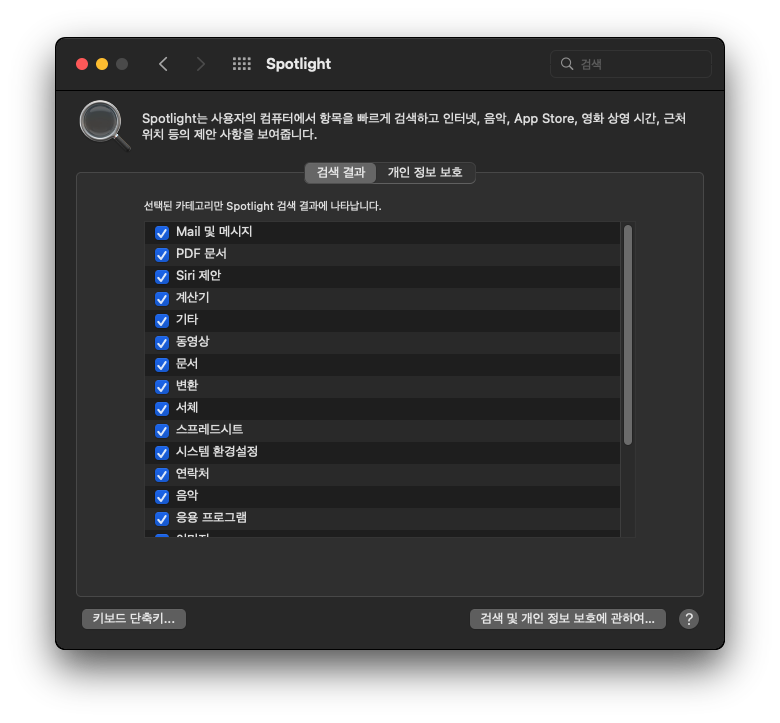 Spotlight
검색
Spotlight는 사용자의 컴퓨터에서 항목을 빠르게 검색하고 인터넷, 음악, App Store, 영화 상영 시간, 근처
위치 등의 제안 사항을 보여줍니다.
검색 결과
개인 정보 보호
선택된 카테고리만 Spotlight 검색 결과에 나타납니다.
Mail 및 메시지
PDF 문서
Siri 제안
계산기
기타
동영상
문서
변환
서체
스프레드시트
시스템 환경설정
연락처
음악
응용 프로그램
키보드 단축키...
검색 및 개인 정보 보호에 관하여...
?